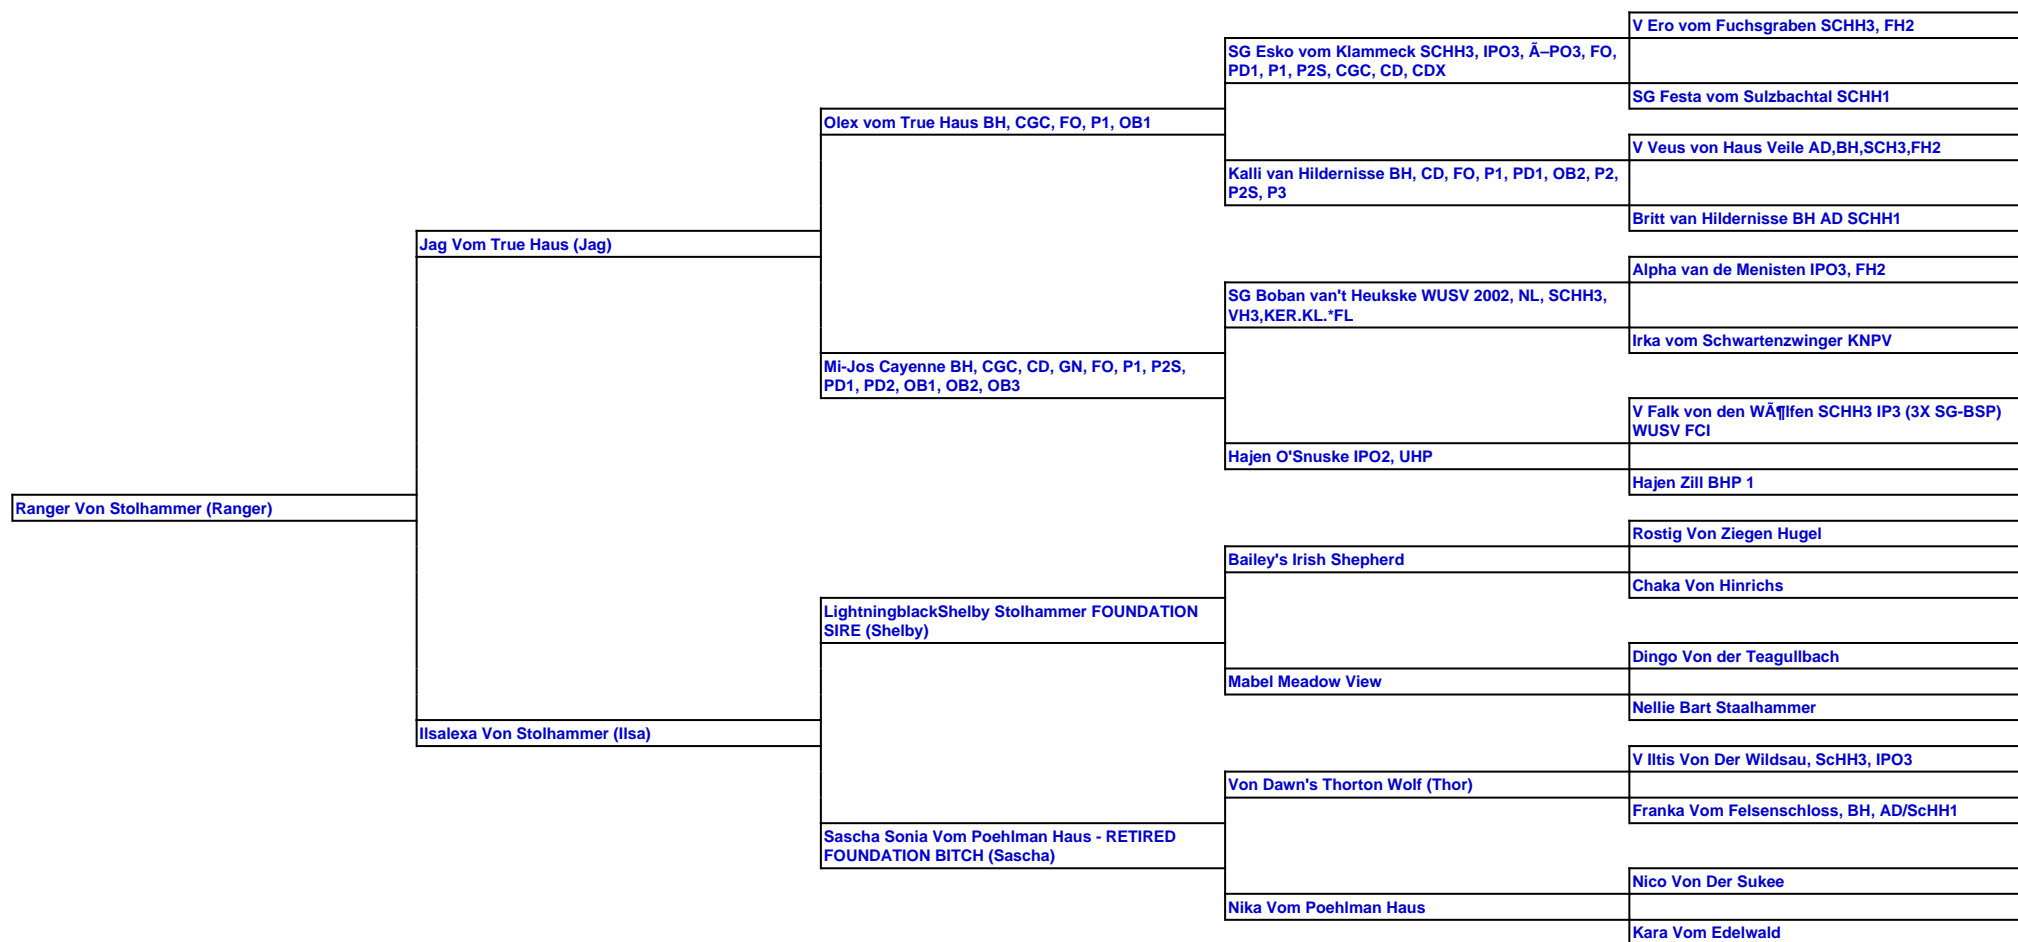 V Ero vom Fuchsgraben SCHH3, FH2
SG Esko vom Klammeck SCHH3, IPO3, Ã–PO3, FO,
PD1, P1, P2S, CGC, CD, CDX
SG Festa vom Sulzbachtal SCHH1
Olex vom True Haus BH, CGC, FO, P1, OB1
V Veus von Haus Veile AD,BH,SCH3,FH2
Kalli van Hildernisse BH, CD, FO, P1, PD1, OB2, P2,
P2S, P3
Britt van Hildernisse BH AD SCHH1
Jag Vom True Haus (Jag)
Alpha van de Menisten IPO3, FH2
SG Boban van't Heukske WUSV 2002, NL, SCHH3,
VH3,KER.KL.*FL
Irka vom Schwartenzwinger KNPV
Mi-Jos Cayenne BH, CGC, CD, GN, FO, P1, P2S,
PD1, PD2, OB1, OB2, OB3
V Falk von den WÃ¶lfen SCHH3 IP3 (3X SG-BSP)
WUSV FCI
Hajen O'Snuske IPO2, UHP
Hajen Zill BHP 1
Ranger Von Stolhammer (Ranger)
Rostig Von Ziegen Hugel
Bailey's Irish Shepherd
Chaka Von Hinrichs
LightningblackShelby Stolhammer FOUNDATION
SIRE (Shelby)
Dingo Von der Teagullbach
Mabel Meadow View
Nellie Bart Staalhammer
Ilsalexa Von Stolhammer (Ilsa)
V Iltis Von Der Wildsau, ScHH3, IPO3
Von Dawn's Thorton Wolf (Thor)
Franka Vom Felsenschloss, BH, AD/ScHH1
Sascha Sonia Vom Poehlman Haus - RETIRED
FOUNDATION BITCH (Sascha)
Nico Von Der Sukee
Nika Vom Poehlman Haus
Kara Vom Edelwald